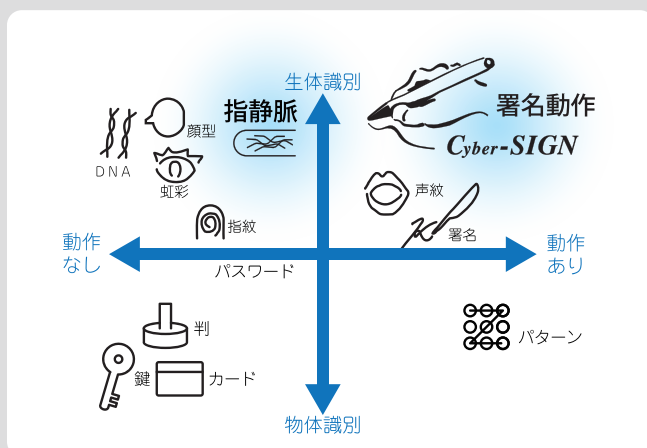 生体識別
指静脈
署名動作
Cyber-SIGN
顔型
DNA
虹彩
声紋
指紋
署名
動作
なし
動作
あり
パスワード
判
パターン
鍵
カード
物体識別